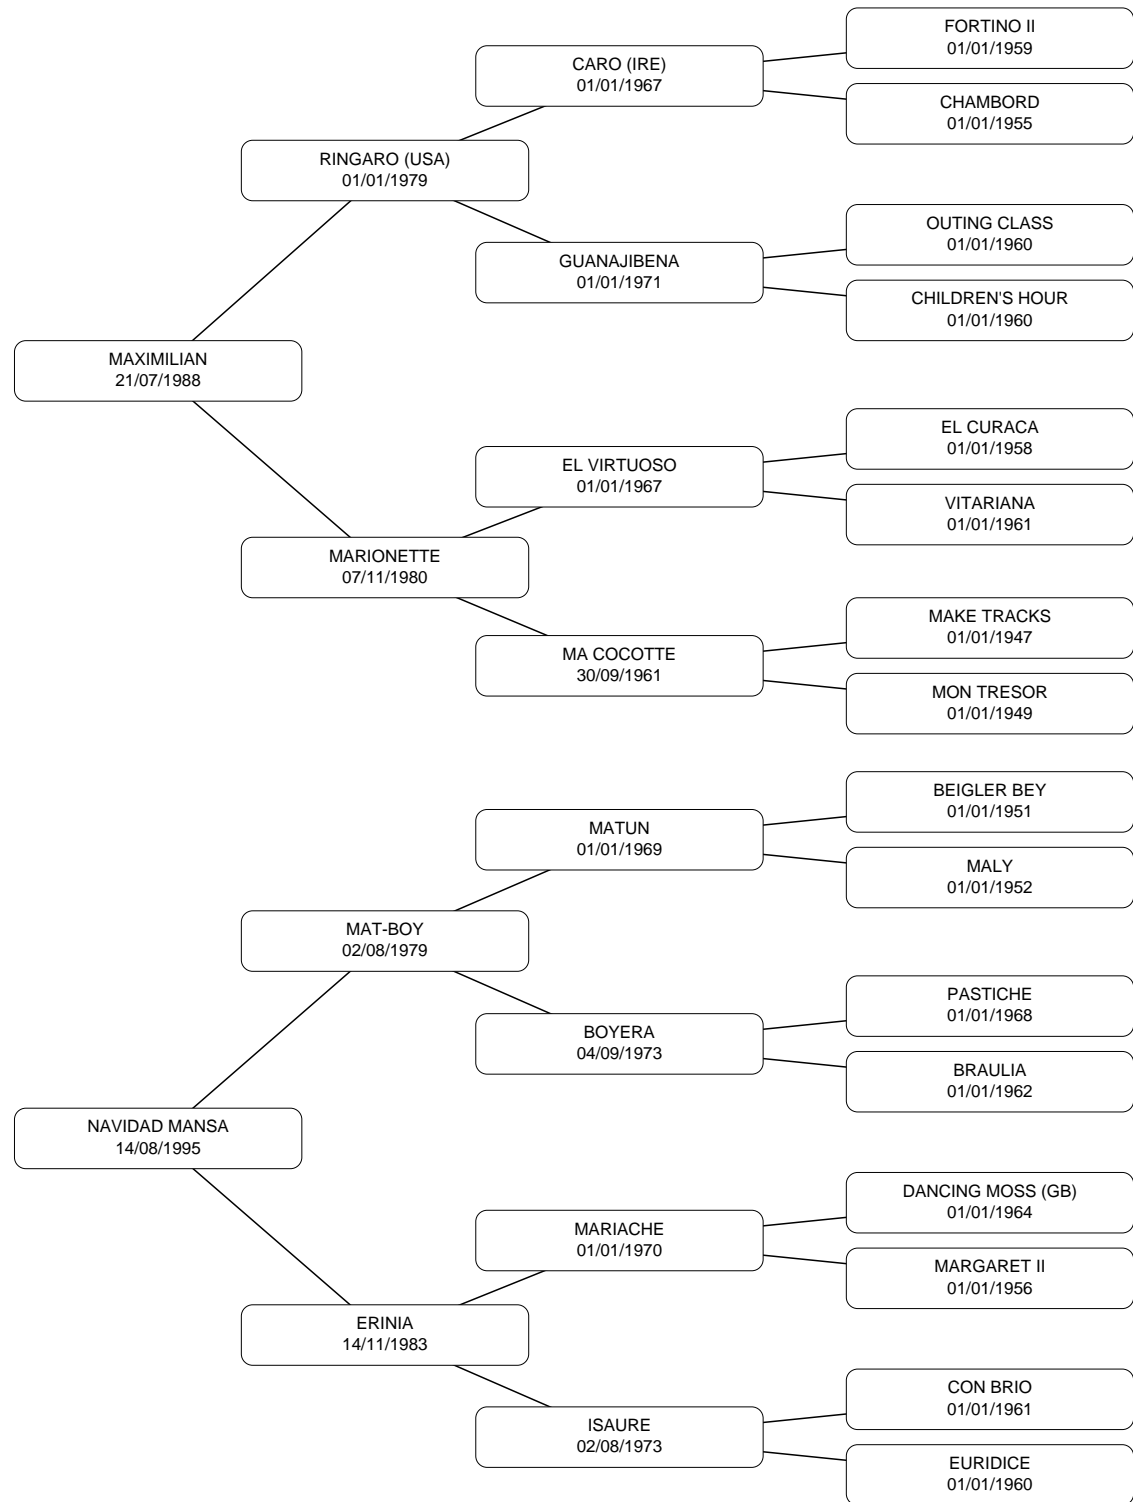 FORTINO II
01/01/1959
CARO (IRE)
01/01/1967
CHAMBORD
01/01/1955
RINGARO (USA)
01/01/1979
OUTING CLASS
01/01/1960
GUANAJIBENA
01/01/1971
CHILDREN'S HOUR
01/01/1960
MAXIMILIAN
21/07/1988
EL CURACA
01/01/1958
EL VIRTUOSO
01/01/1967
VITARIANA
01/01/1961
MARIONETTE
07/11/1980
MAKE TRACKS
01/01/1947
MA COCOTTE
30/09/1961
MON TRESOR
01/01/1949
BEIGLER BEY
01/01/1951
MATUN
01/01/1969
MALY
01/01/1952
MAT-BOY
02/08/1979
PASTICHE
01/01/1968
BOYERA
04/09/1973
BRAULIA
01/01/1962
NAVIDAD MANSA
14/08/1995
DANCING MOSS (GB)
01/01/1964
MARIACHE
01/01/1970
MARGARET II
01/01/1956
ERINIA
14/11/1983
CON BRIO
01/01/1961
ISAURE
02/08/1973
EURIDICE
01/01/1960